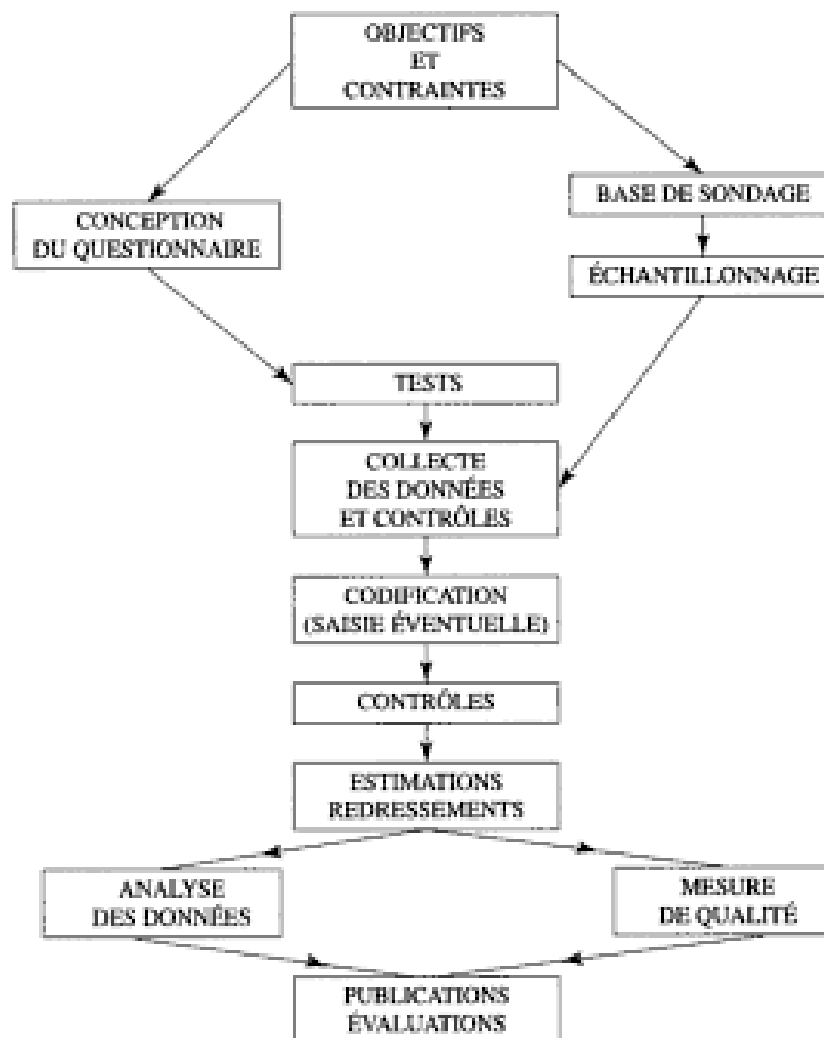 OBJECTIFS
ET
CONTRAINTES
CONCEPTION
DU QUESTIONNAIRE
BASE DE SONDAGE
ÉCHANTILLONNAGE
TESTS
COLLECTE
DES DONNÉES
ET CONTRÔLES
CODIFICATION
(SAISIE ÉVENTUELLE)
CONTRÔLES
ESTIMATIONS
REDRESSEMENTS
ANALYSE
DES DONNÉES
MESURE
DE QUALITÉ
PUBLICATIONS
ÉVALUATIONS